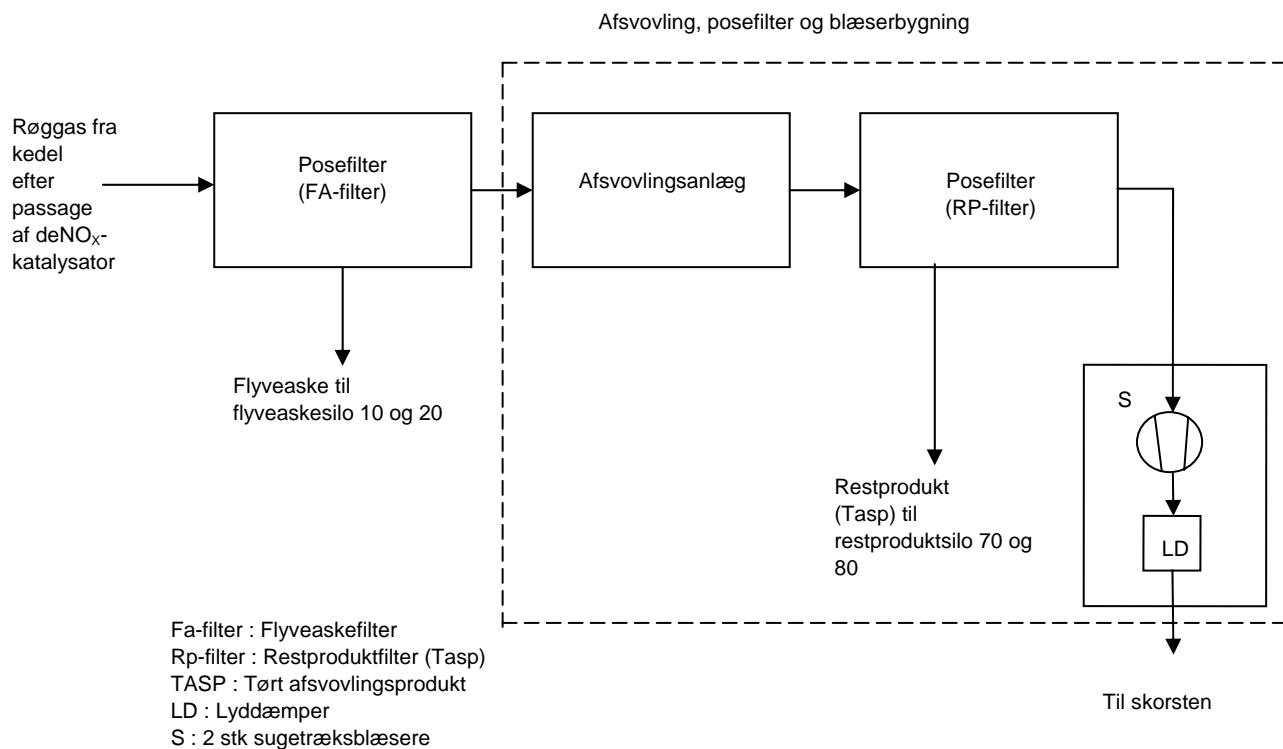 Afsvovling, posefilter og blæserbygning
Røggas fra
kedel
efter
passage
af deNOₓ-
katalysator
Posefilter
(FA-filter)
Afsvovlingsanlæg
Posefilter
(RP-filter)
Flyveaske til
flyveaskesilo 10 og 20
Restprodukt
(Tasp) til
restproduktsilo 70 og
80
S
LD
Til skorsten
Fa-filter : Flyveaskefilter
Rp-filter : Restproduktfilter (Tasp)
TASP : Tørt afsvovlingsprodukt
LD : Lyddæmper
S : 2 stk sugetræksblæsere